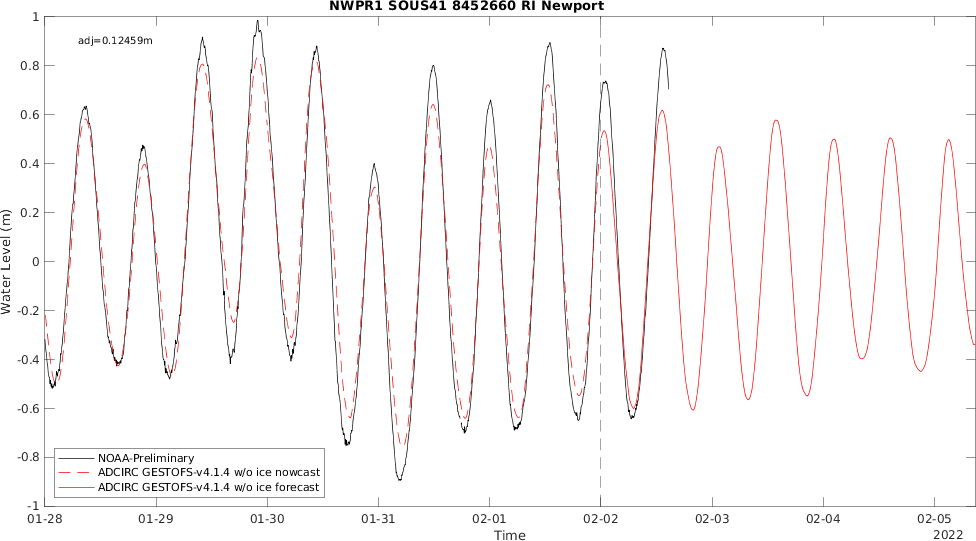 NWPR1 SOUS41 8452660 RI Newport
adj=0.12459m
1
0.8
0.6
0.4
0.2
0
-0.2
-0.4
-0.6
-0.8
-1
Water Level (m)
NOAA-Preliminary
ADCIRC GESTOFS-v4.1.4 w/o ice nowcast
ADCIRC GESTOFS-v4.1.4 w/o ice forecast
01-28 01-29 01-30 01-31 02-01 02-02 02-03 02-04 02-05
Time
2022